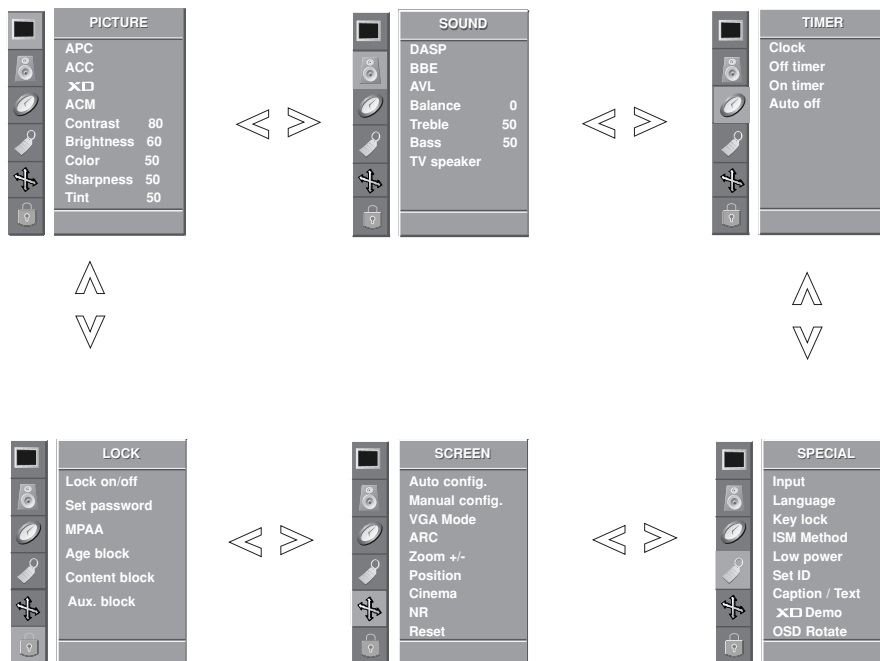 PICTURE
APC
ACC
XD
ACM
Contrast 80
Brightness 60
Color 50
Sharpness 50
Tint 50
SOUND
DASP
BBE
AVL
Balance 0
Treble 50
Bass 50
TV speaker
TIMER
Clock
Off timer
On timer
Auto off
LOCK
Lock on/off
Set password
MPAA
Age block
Content block
Aux. block
SCREEN
Auto config.
Manual config.
VGA Mode
ARC
Zoom +/-
Position
Cinema
NR
Reset
SPECIAL
Input
Language
Key lock
ISM Method
Low power
Set ID
Caption / Text
XD Demo
OSD Rotate